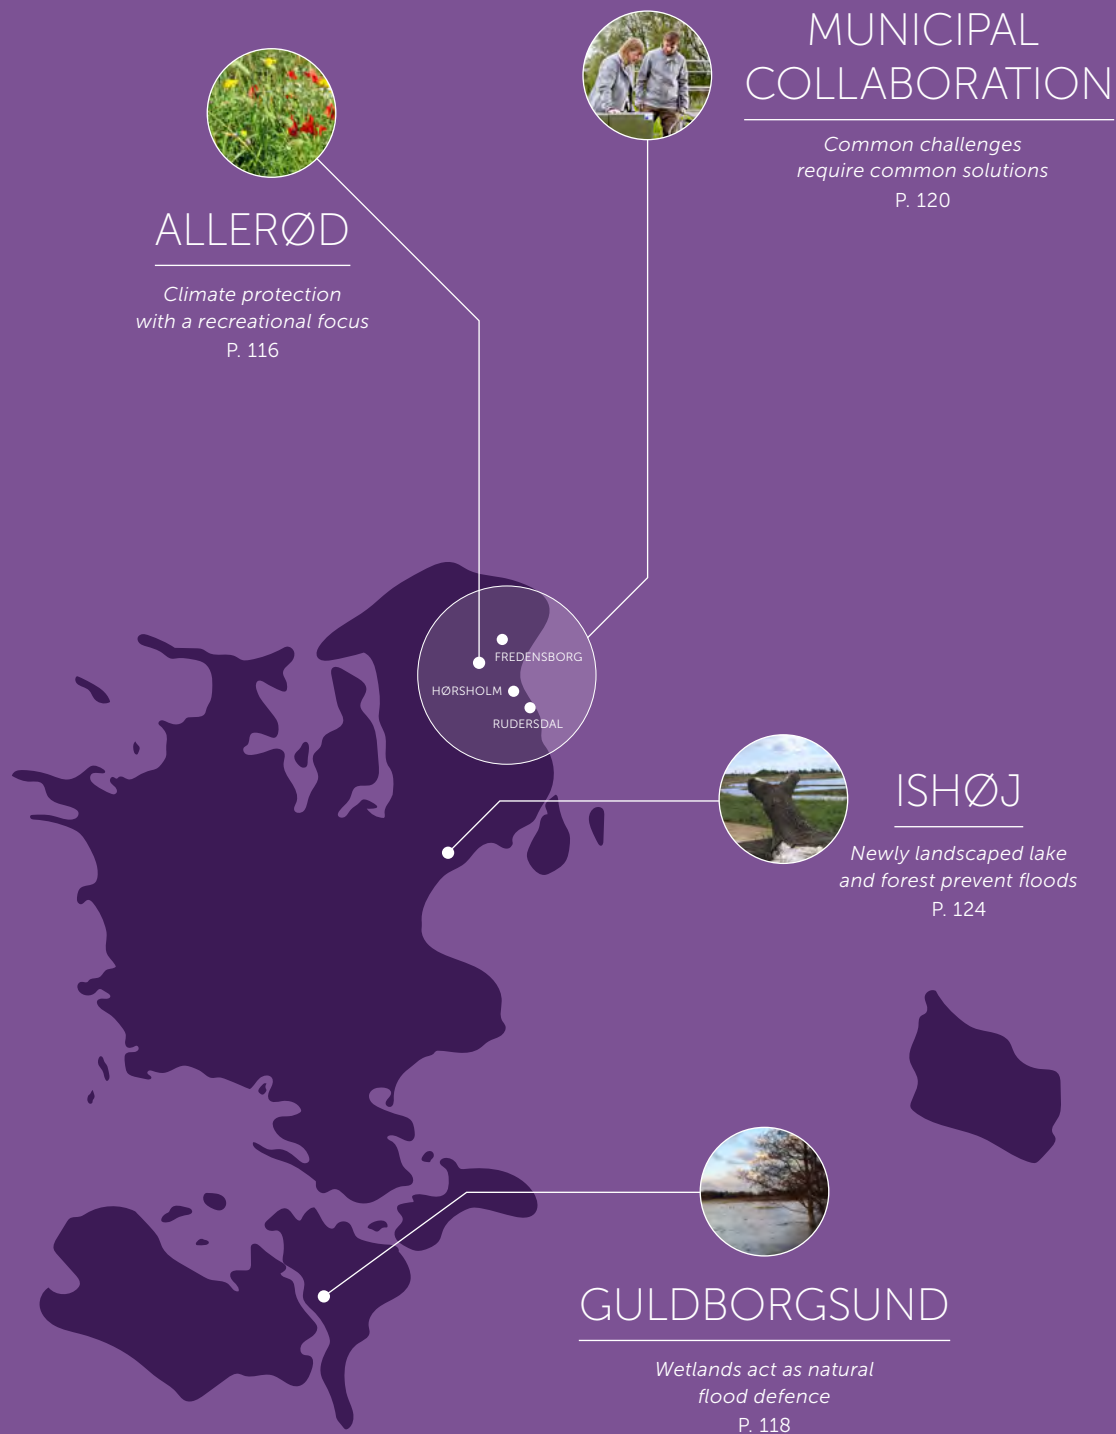 MUNICIPAL
COLLABORATION
Common challenges
require common solutions
P. 120
ALLERØD
Climate protection
with a recreational focus
P. 116
FREDENSBORG
HØRSHOLM
RUDERSDAL
ISHØJ
Newly landscaped lake
and forest prevent floods
P. 124
GULDBORGSUND
Wetlands act as natural
flood defence
P. 118